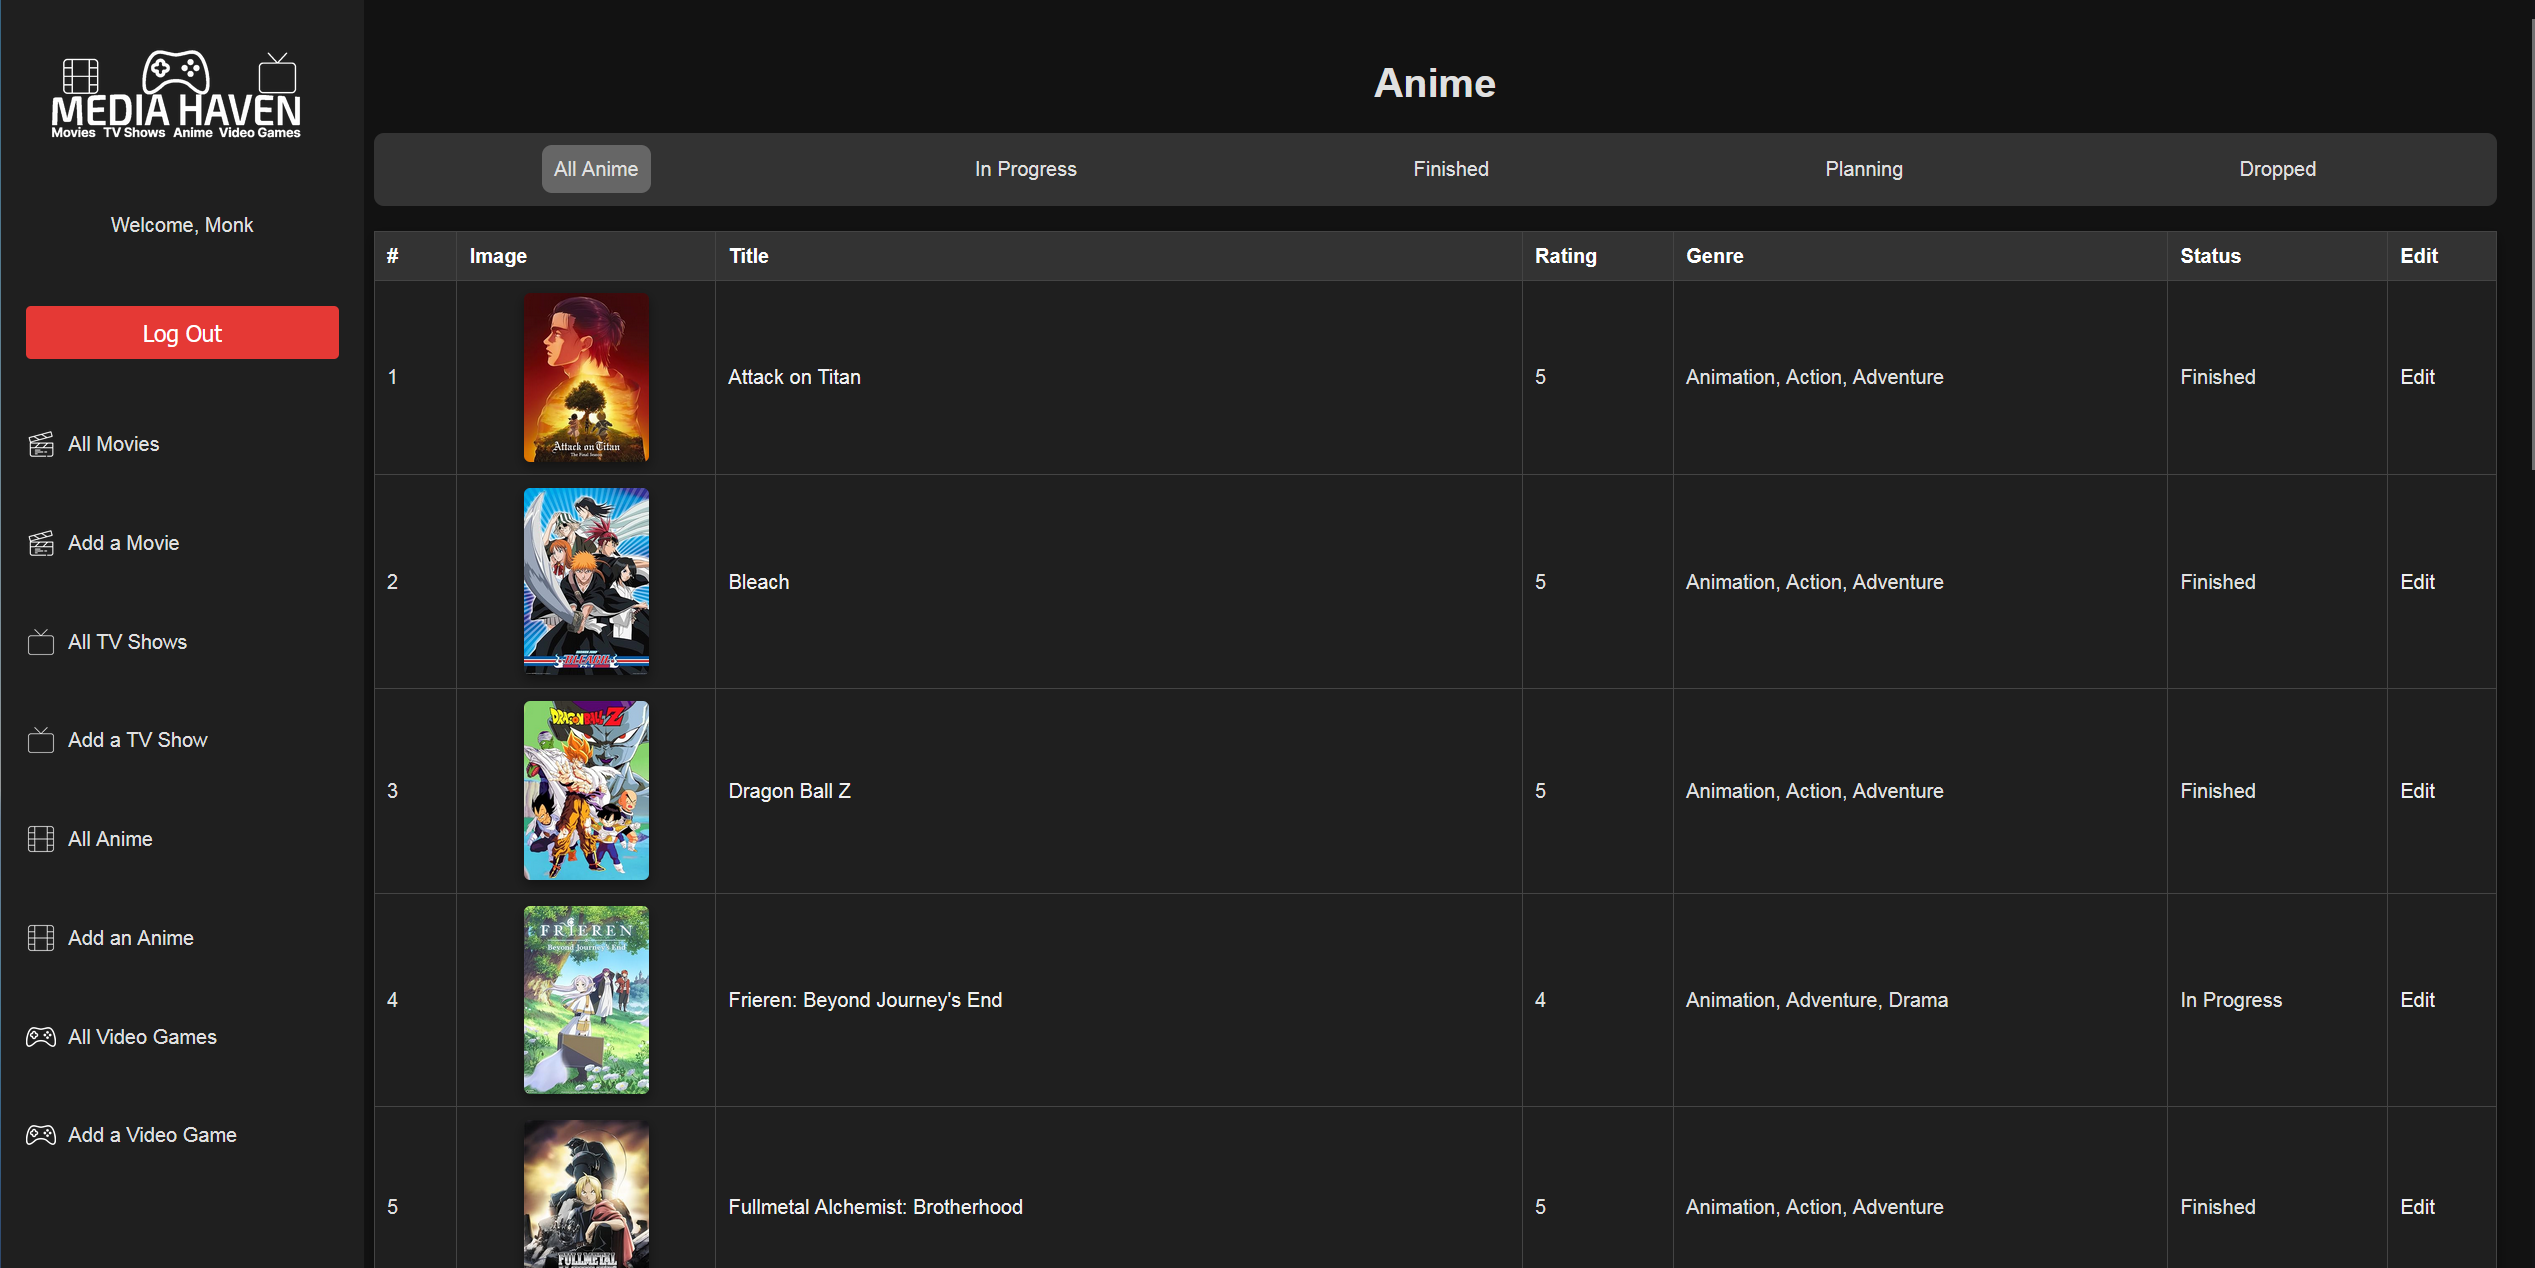 MEDIA HAVEN
Movies TV Shows Anime Video Games
Welcome, Monk
Log Out
All Movies
Add a Movie
All TV Shows
Add a TV Show
All Anime
Add an Anime
All Video Games
Add a Video Game
Anime
All Anime In Progress Finished Planning Dropped
# Image Title Rating Genre Status Edit
1 Attack on Titan 5 Animation, Action, Adventure Finished Edit
Attack on Titan
The Final Season
2 Bleach 5 Animation, Action, Adventure Finished Edit
BLEACH
3 Dragon Ball Z 5 Animation, Action, Adventure Finished Edit
DRAGON BALL Z
4 Frieren: Beyond Journey's End 4 Animation, Adventure, Drama In Progress Edit
FRIEREN
Beyond Journey's End
5 Fullmetal Alchemist: Brotherhood 5 Animation, Action, Adventure Finished Edit
FULLMETAL